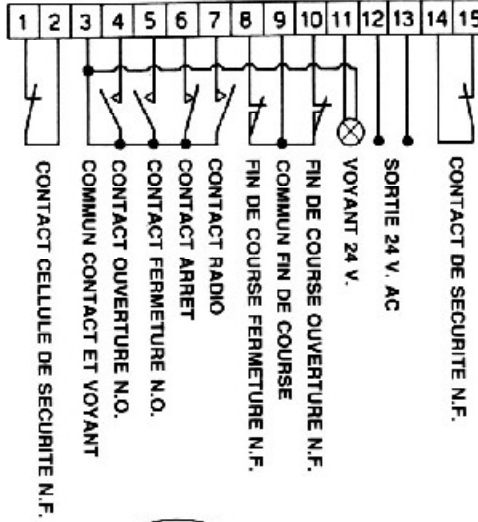 1 2 3 4 5 6 7 8 9 10 11 12 13 14 15
CONTACT CELLULE DE SECURITE N.F.
COMMUN CONTACT ET VOYANT
CONTACT OUVERTURE N.O.
CONTACT FERMETURE N.O.
CONTACT ARRET
CONTACT RADIO
FIN DE COURSE FERMETURE N.F.
COMMUN FIN DE COURSE
FIN DE COURSE OUVERTURE N.F.
VOYANT 24 V.
SORTIE 24 V. AC
CONTACT DE SECURITE N.F.